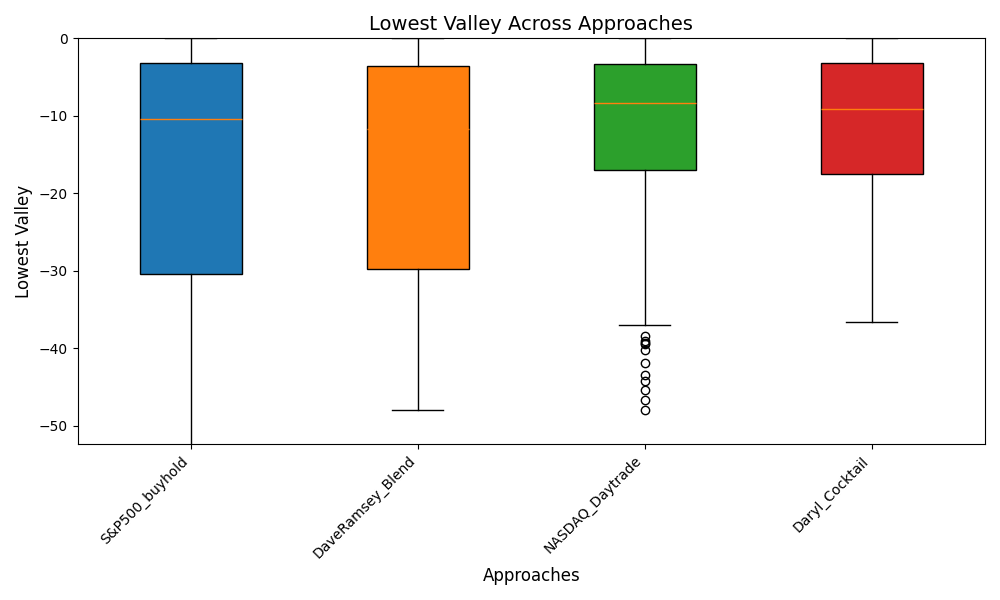 Lowest Valley Across Approaches
Lowest Valley
0
−10
−20
−30
−40
−50
S&P500_buyhold
DaveRamsey_Blend
NASDAQ_Daytrade
Daryl_Cocktail
Approaches